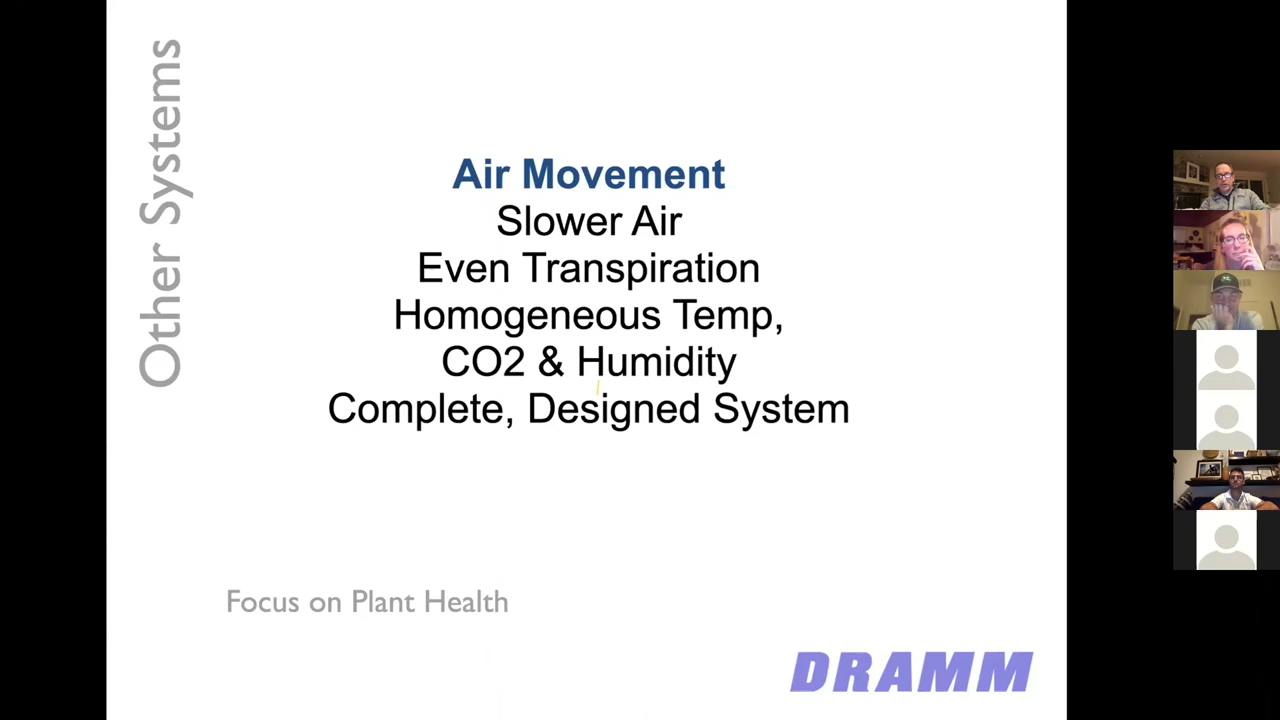 Other Systems
Air Movement
Slower Air
Even Transpiration
Homogeneous Temp,
CO2 & Humidity
Complete, Designed System
Focus on Plant Health
DRAMM